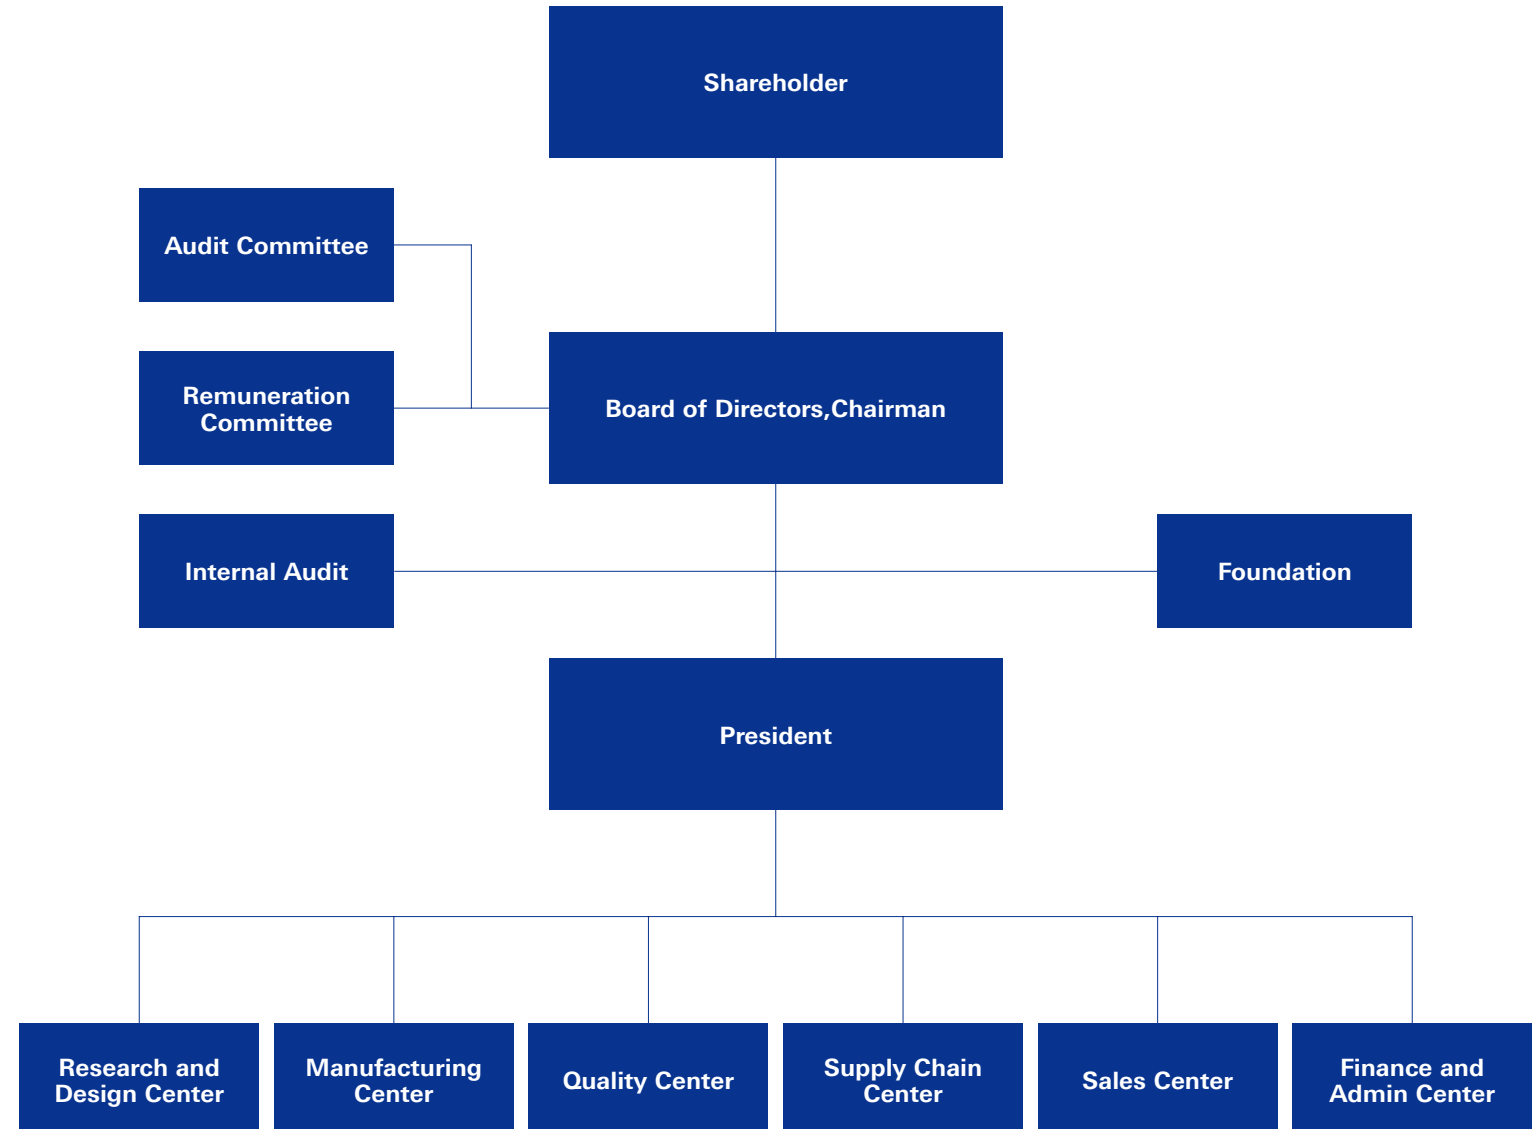 Shareholder
Audit Committee
Remuneration
Committee
Board of Directors,Chairman
Internal Audit
Foundation
President
Research and
Design Center
Manufacturing
Center
Quality Center
Supply Chain
Center
Sales Center
Finance and
Admin Center